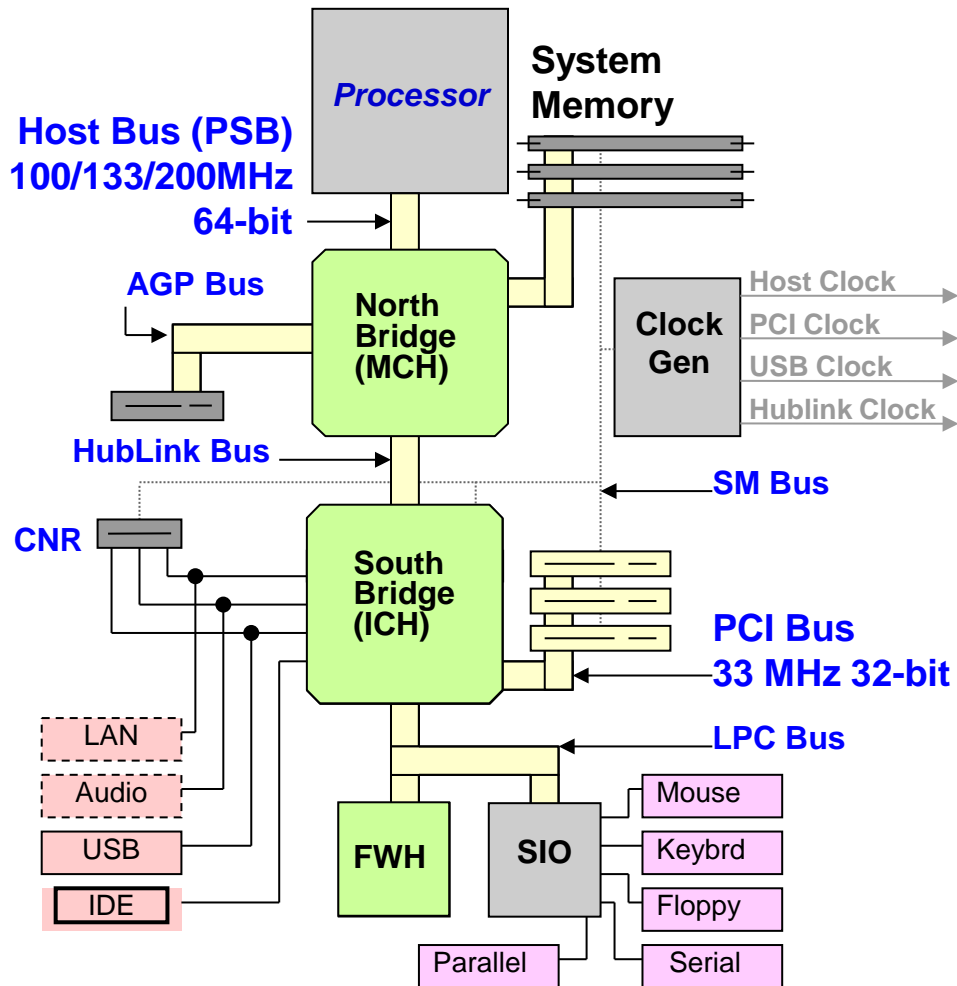 Processor
System
Memory
Host Bus (PSB)
100/133/200MHz
64-bit
AGP Bus
North
Bridge
(MCH)
Clock
Gen
Host Clock
PCI Clock
USB Clock
Hublink Clock
HubLink Bus
SM Bus
CNR
South
Bridge
(ICH)
PCI Bus
33 MHz 32-bit
LPC Bus
LAN
Audio
USB
IDE
FWH
SIO
Mouse
Keybrd
Floppy
Serial
Parallel